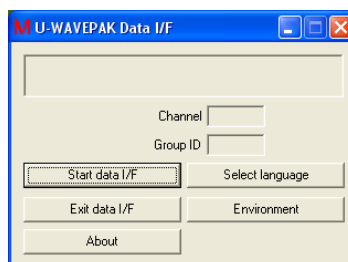 M U-WAVEPAK Data I/F
Channel
Group ID
Start data I/F Select language
Exit data I/F Environment
About